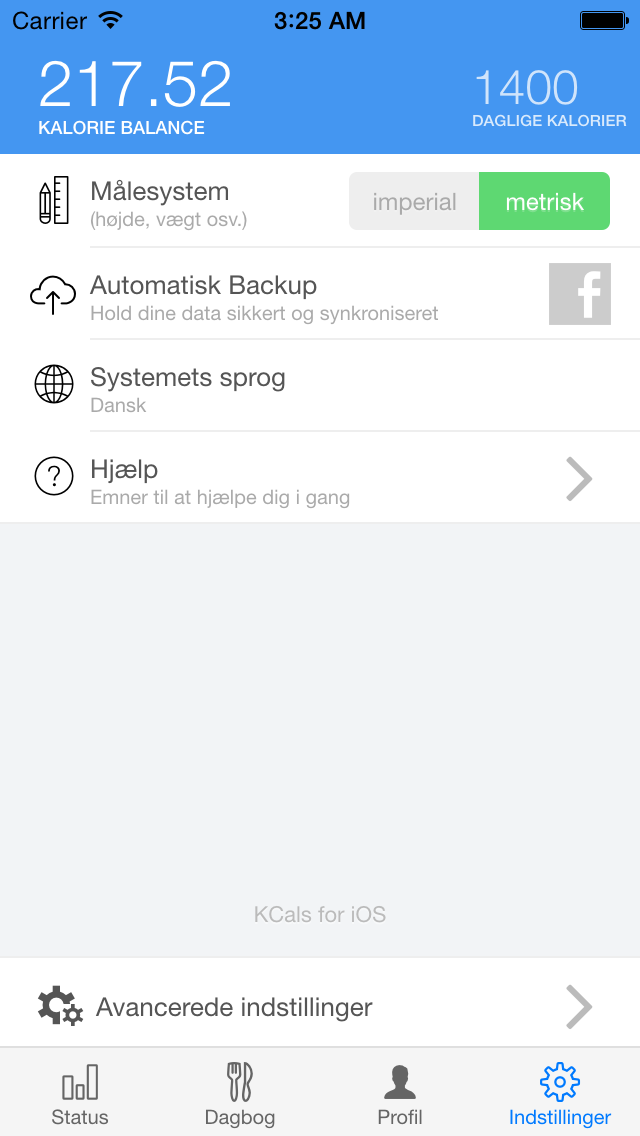 Carrier 3:25 AM
217.52
1400
KALORIE BALANCE
DAGLIGE KALORIER
Målesystem
(højde, vægt osv.)
imperial metrisk
Automatisk Backup
Hold dine data sikkert og synkroniseret
f
Systemets sprog
Dansk
?
Hjælp
Emner til at hjælpe dig i gang
KCals for iOS
Avancerede indstillinger
Status Dagbog Profil Indstillinger